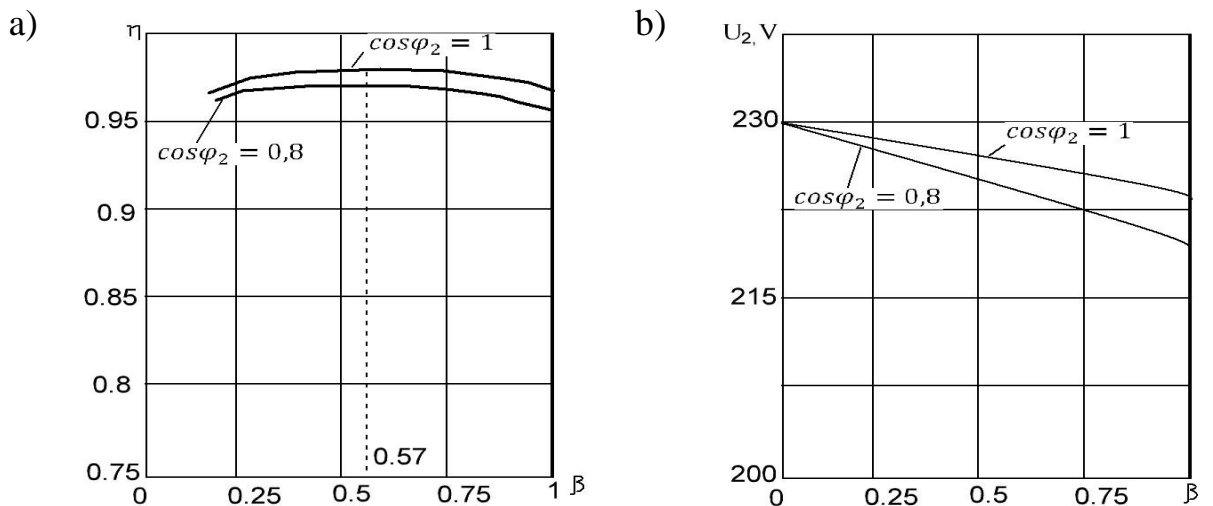 a)
η
cosφ₂ = 1
0.95
cosφ₂ = 0,8
0.9
0.85
0.8
0.75
0.57
0 0.25 0.5 0.75 1 β
b)
U₂, V
230
cosφ₂ = 1
cosφ₂ = 0,8
215
200
0 0.25 0.5 0.75 β